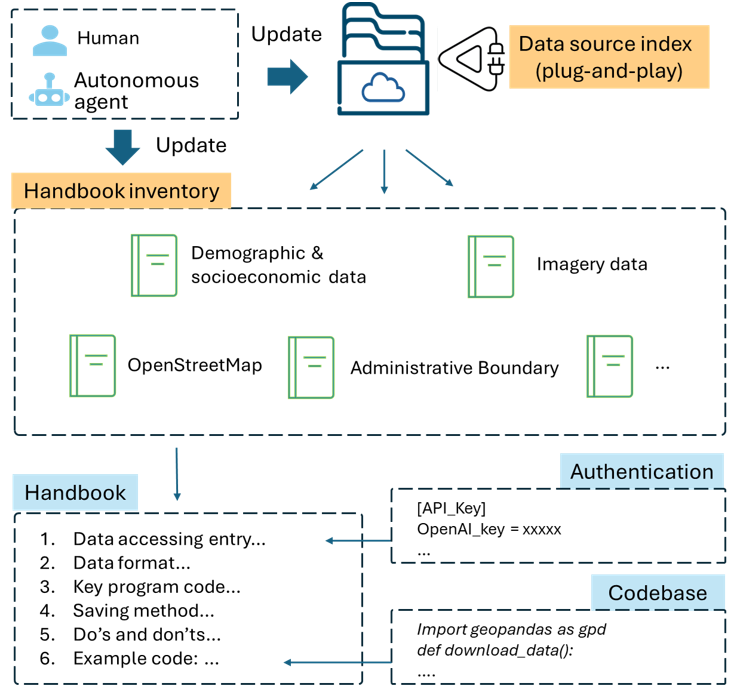 Human
Autonomous
agent
Update
Data source index
(plug-and-play)
Update
Handbook inventory
Demographic &
socioeconomic data
Imagery data
OpenStreetMap
Administrative Boundary
...
Handbook
1. Data accessing entry...
2. Data format...
3. Key program code...
4. Saving method...
5. Do's and don'ts...
6. Example code: ...
Authentication
[API_Key]
OpenAI_key = xxxxx
...
Codebase
Import geopandas as gpd
def download_data():
....